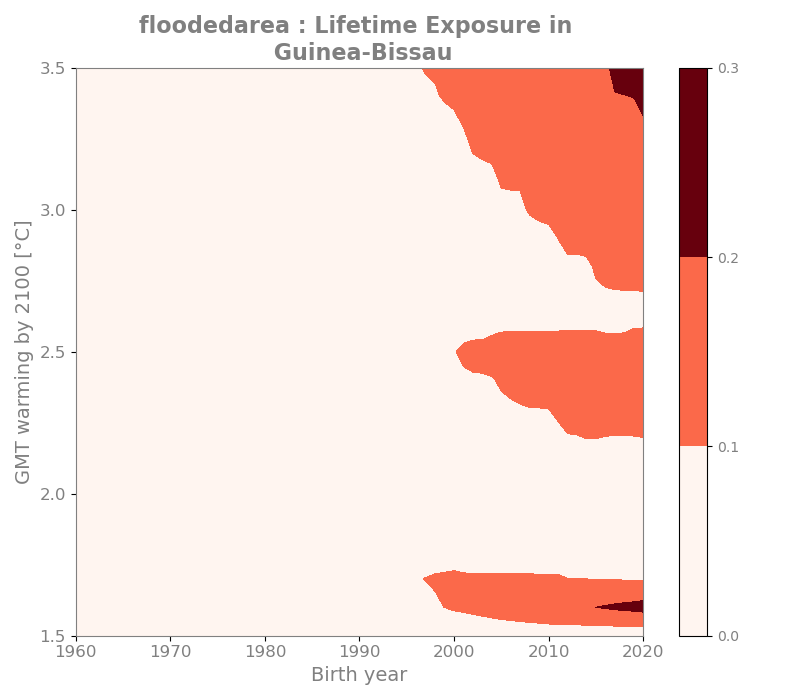 floodedarea : Lifetime Exposure in
Guinea-Bissau
3.5
3.0
2.5
2.0
1.5
GMT warming by 2100 [°C]
1960 1970 1980 1990 2000 2010 2020
Birth year
0.3
0.2
0.1
0.0